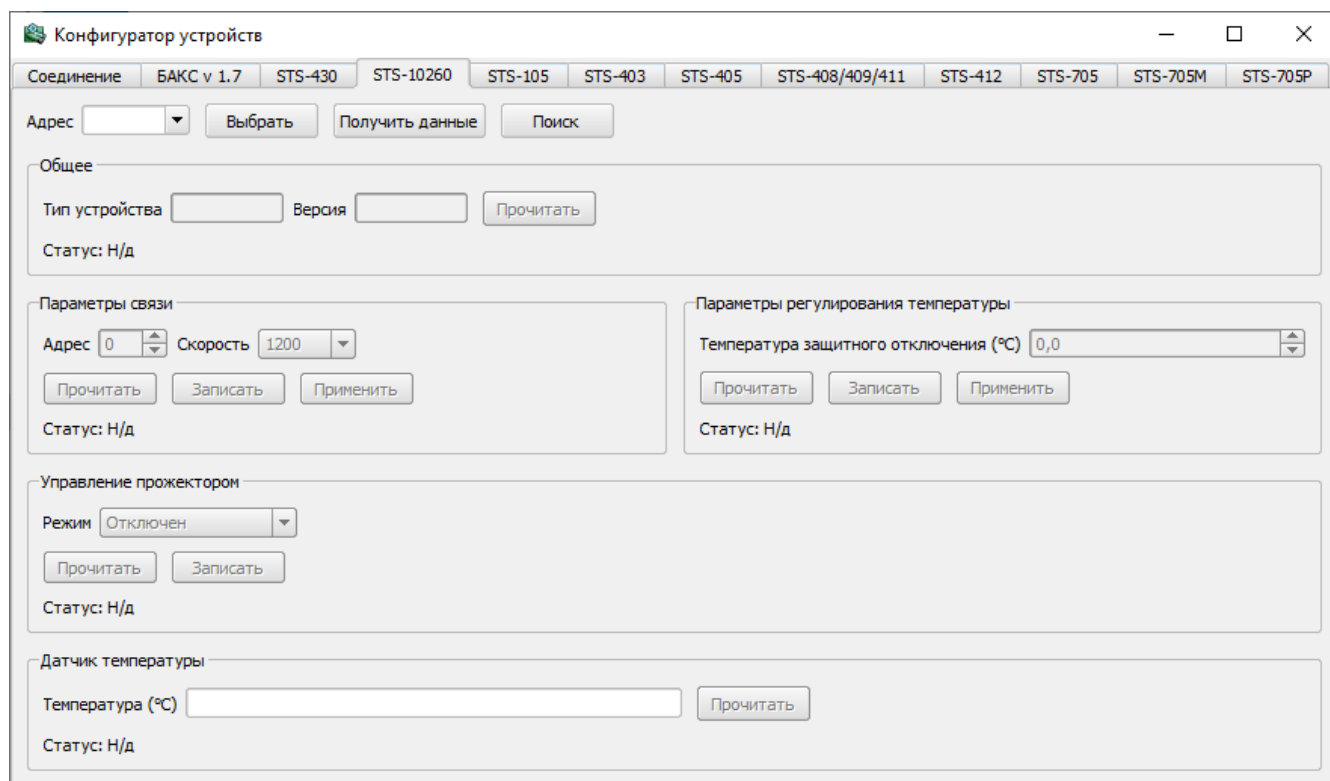 Конфигуратор устройств
Соединение БАКС v 1.7 STS-430 STS-10260 STS-105 STS-403 STS-405 STS-408/409/411 STS-412 STS-705 STS-705M STS-705P
Адрес Выбрать Получить данные Поиск
Общее
Тип устройства Версия Прочитать
Статус: Н/д
Параметры связи
Адрес 0 Скорость 1200
Прочитать Записать Применить
Статус: Н/д
Параметры регулирования температуры
Температура защитного отключения (°C) 0,0
Прочитать Записать Применить
Статус: Н/д
Управление прожектором
Режим Отключен
Прочитать Записать
Статус: Н/д
Датчик температуры
Температура (°C) Прочитать
Статус: Н/д